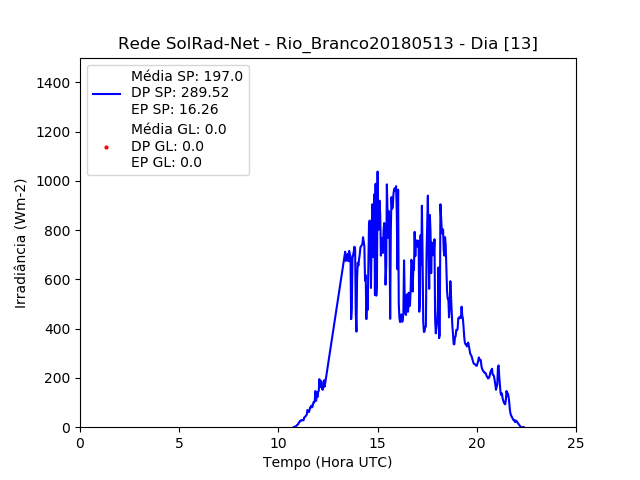 Rede SolRad-Net - Rio_Branco20180513 - Dia [13]
Média SP: 197.0
DP SP: 289.52
EP SP: 16.26
Média GL: 0.0
DP GL: 0.0
EP GL: 0.0
1400
1200
1000
800
600
400
200
0
Irradiância (Wm-2)
0 5 10 15 20 25
Tempo (Hora UTC)